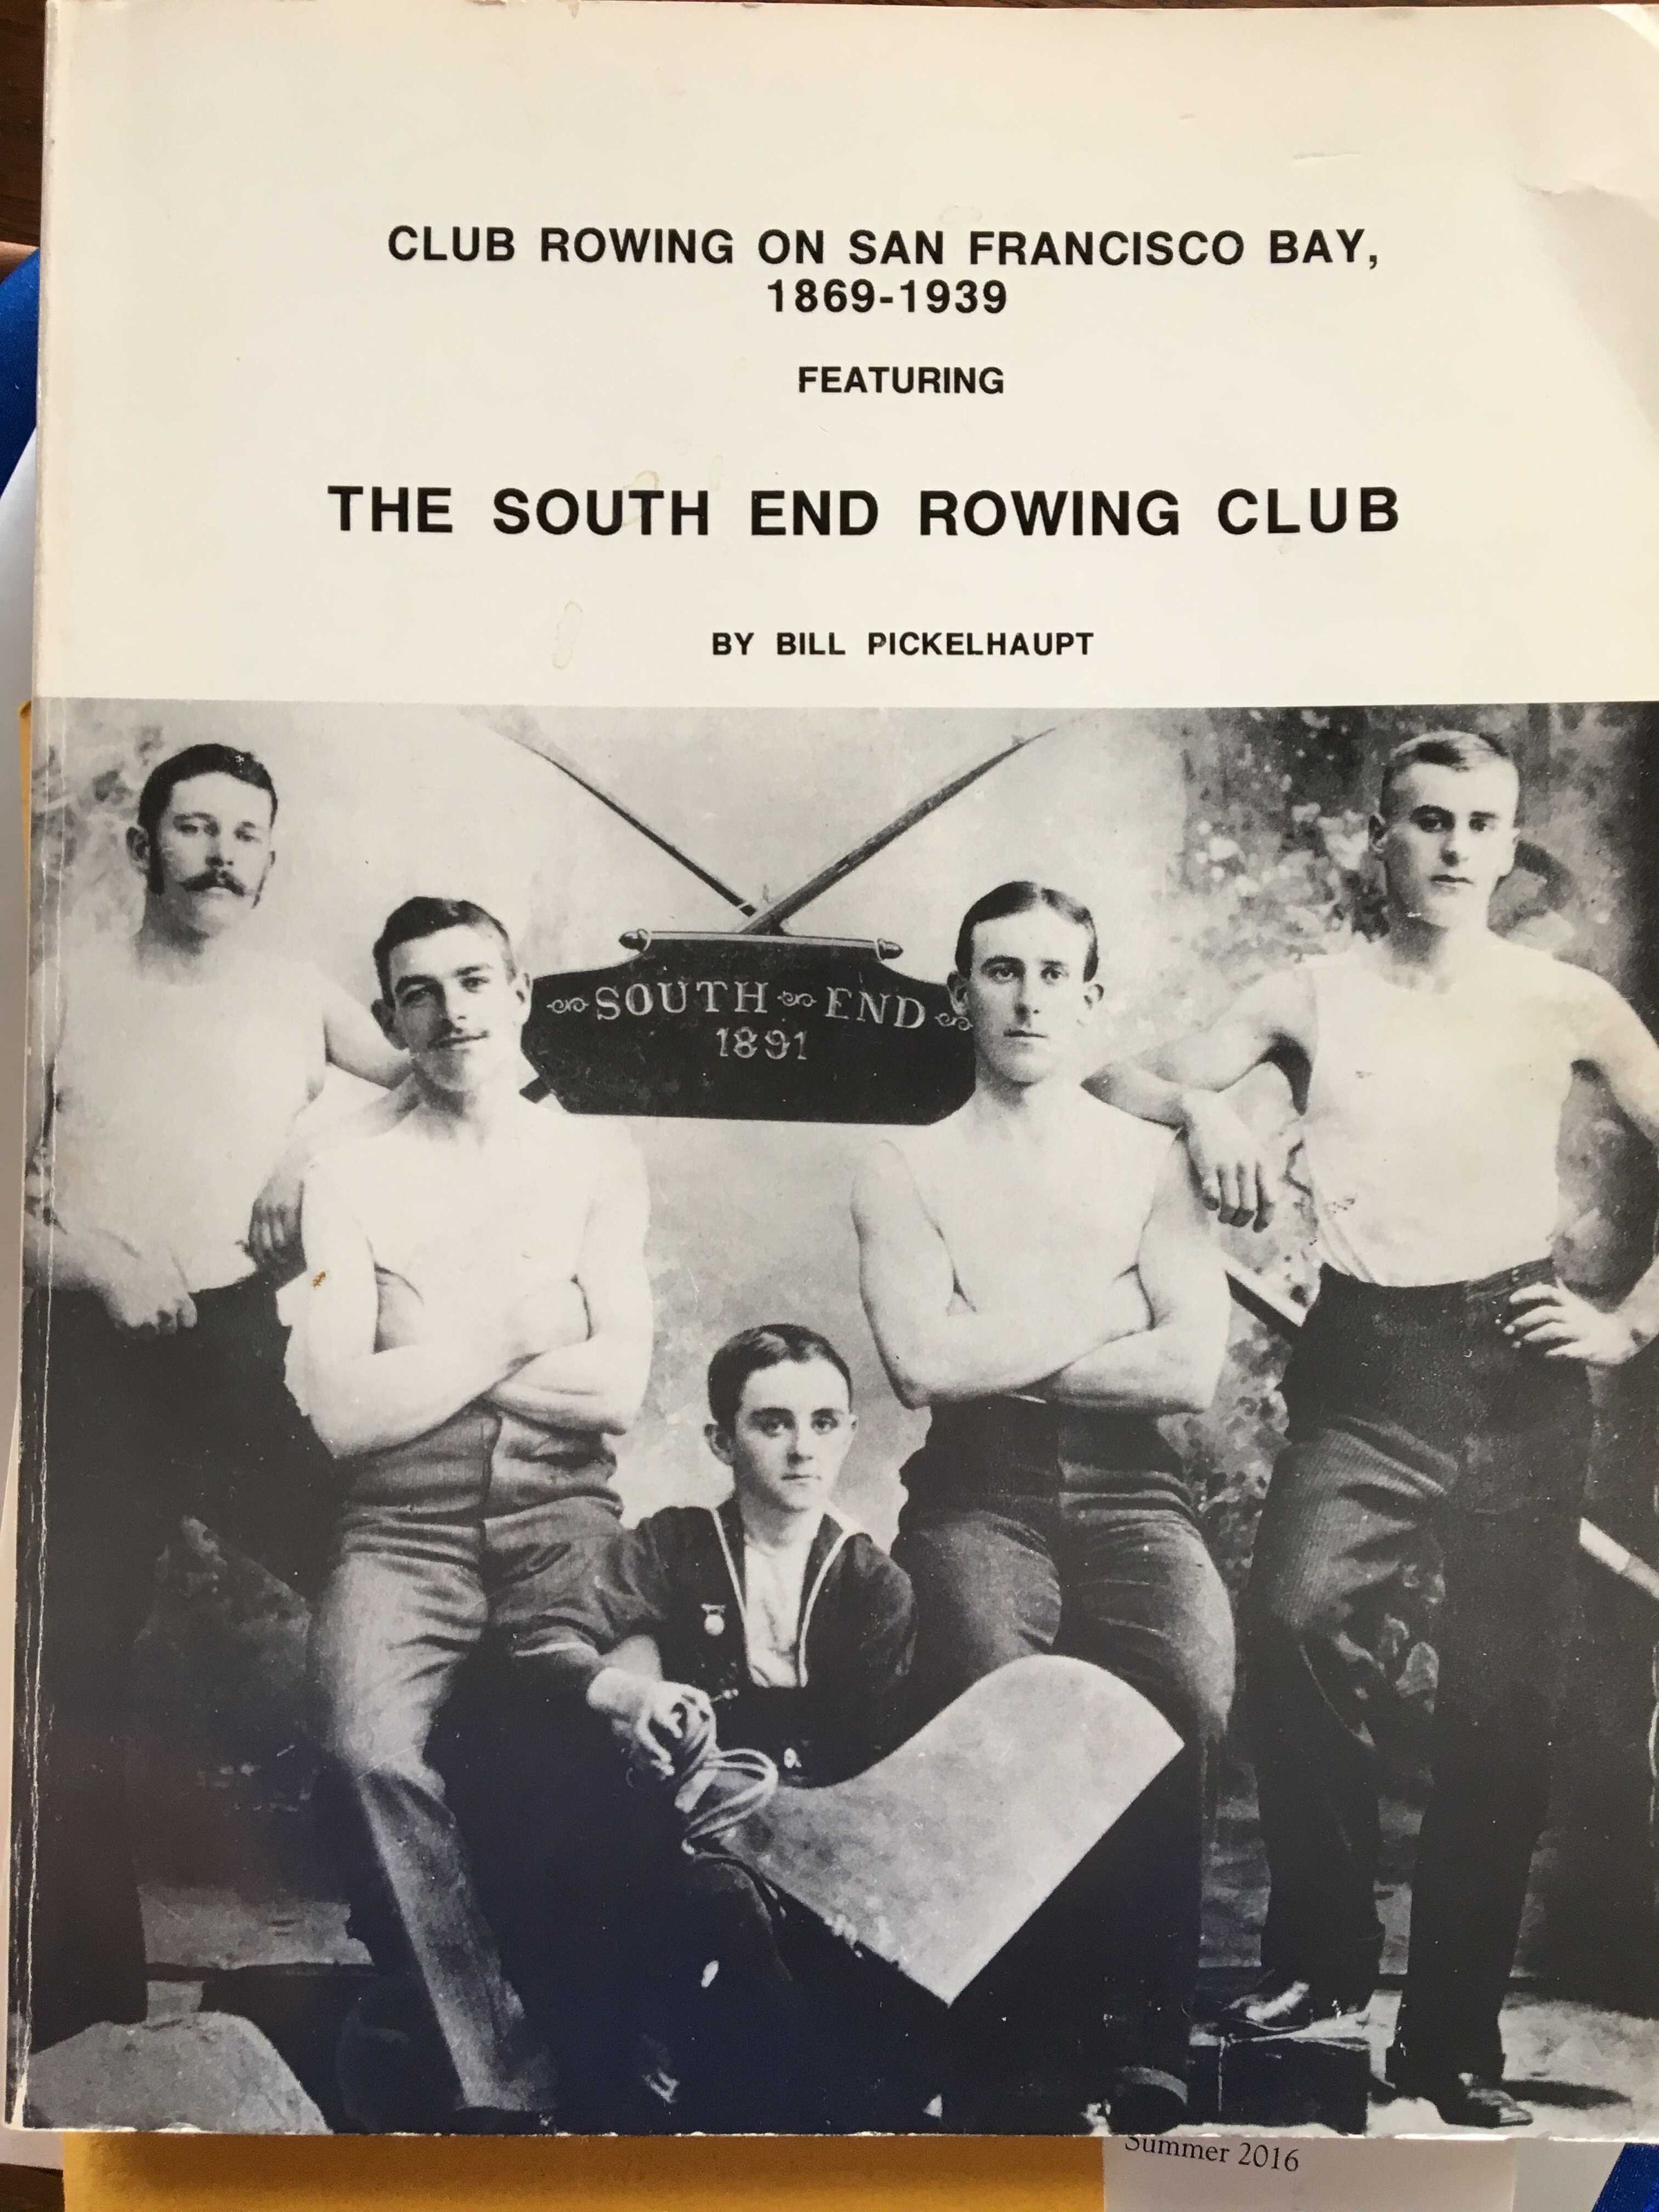 CLUB ROWING ON SAN FRANCISCO BAY,
1869-1939
FEATURING
THE SOUTH END ROWING CLUB
BY BILL PICKELHAUPT
SOUTH END
1891
Summer 2016